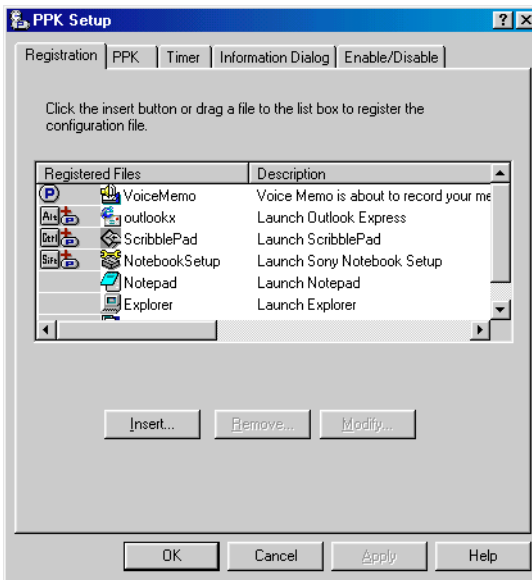 PPK Setup
Registration PPK Timer Information Dialog Enable/Disable
Click the insert button or drag a file to the list box to register the
configuration file.
Registered Files Description
P VoiceMemo Voice Memo is about to record your me
Alt P outlookx Launch Outlook Express
Ctrl P ScribblePad Launch ScribblePad
P NotebookSetup Launch Sony Notebook Setup
Notepad Launch Notepad
Explorer Launch Explorer
Insert... Remove... Modify...
OK Cancel Apply Help